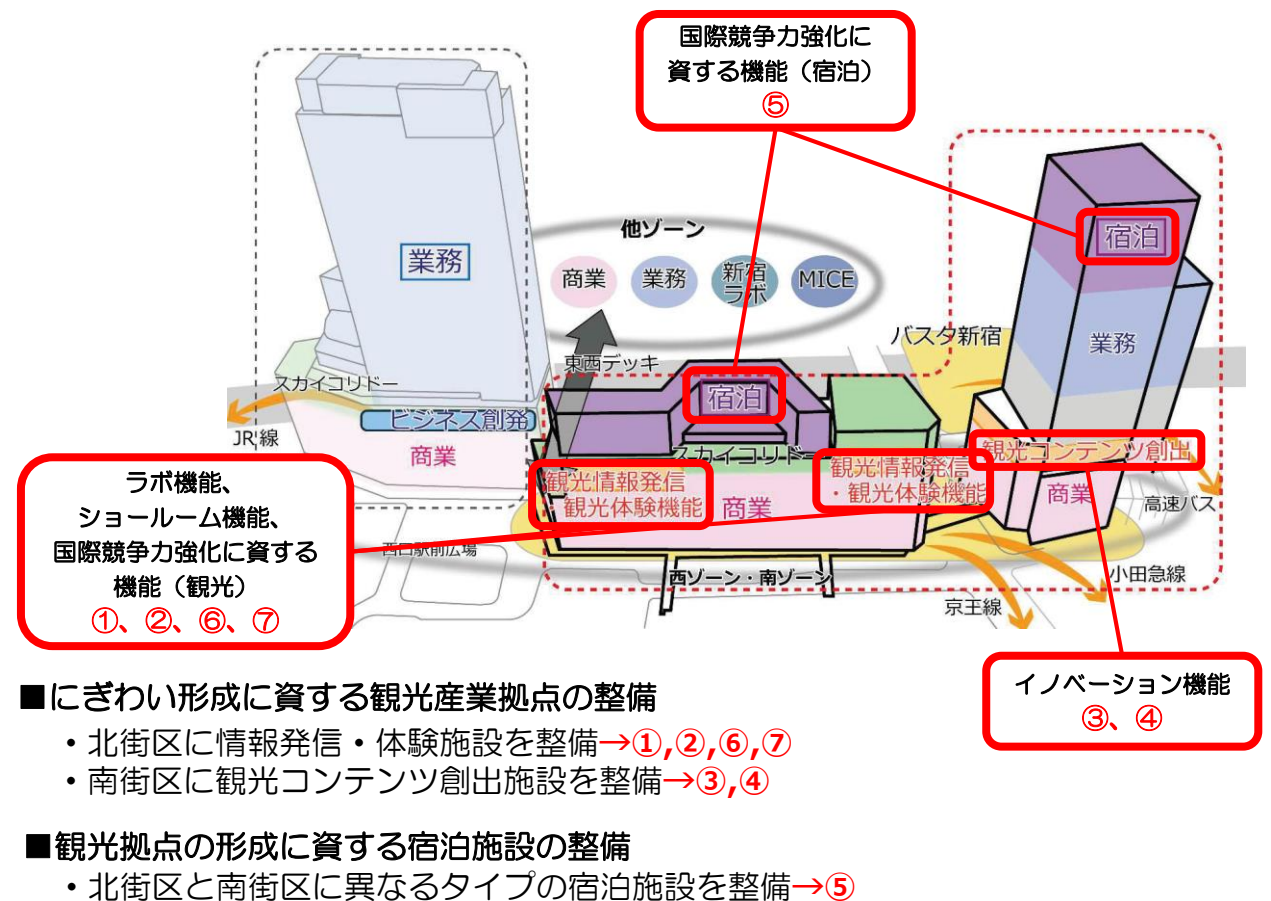 国際競争力強化に
資する機能（宿泊）
⑤
他ゾーン
商業
業務
新宿
ラボ
MICE
業務
宿泊
バスタ新宿
業務
東西デッキ
スカイコリドー
宿泊
ビジネス創発
JR線
商業
スカイコリドー
観光コンテンツ創出
観光情報発信
・観光体験機能
観光情報発信
・観光体験機能
商業
商業
高速バス
ラボ機能、
ショールーム機能、
国際競争力強化に資する
機能（観光）
①、②、⑥、⑦
西口駅前広場
西ゾーン・南ゾーン
小田急線
京王線
イノベーション機能
③、④
■にぎわい形成に資する観光産業拠点の整備
・北街区に情報発信・体験施設を整備→①,②,⑥,⑦
・南街区に観光コンテンツ創出施設を整備→③,④
■観光拠点の形成に資する宿泊施設の整備
・北街区と南街区に異なるタイプの宿泊施設を整備→⑤